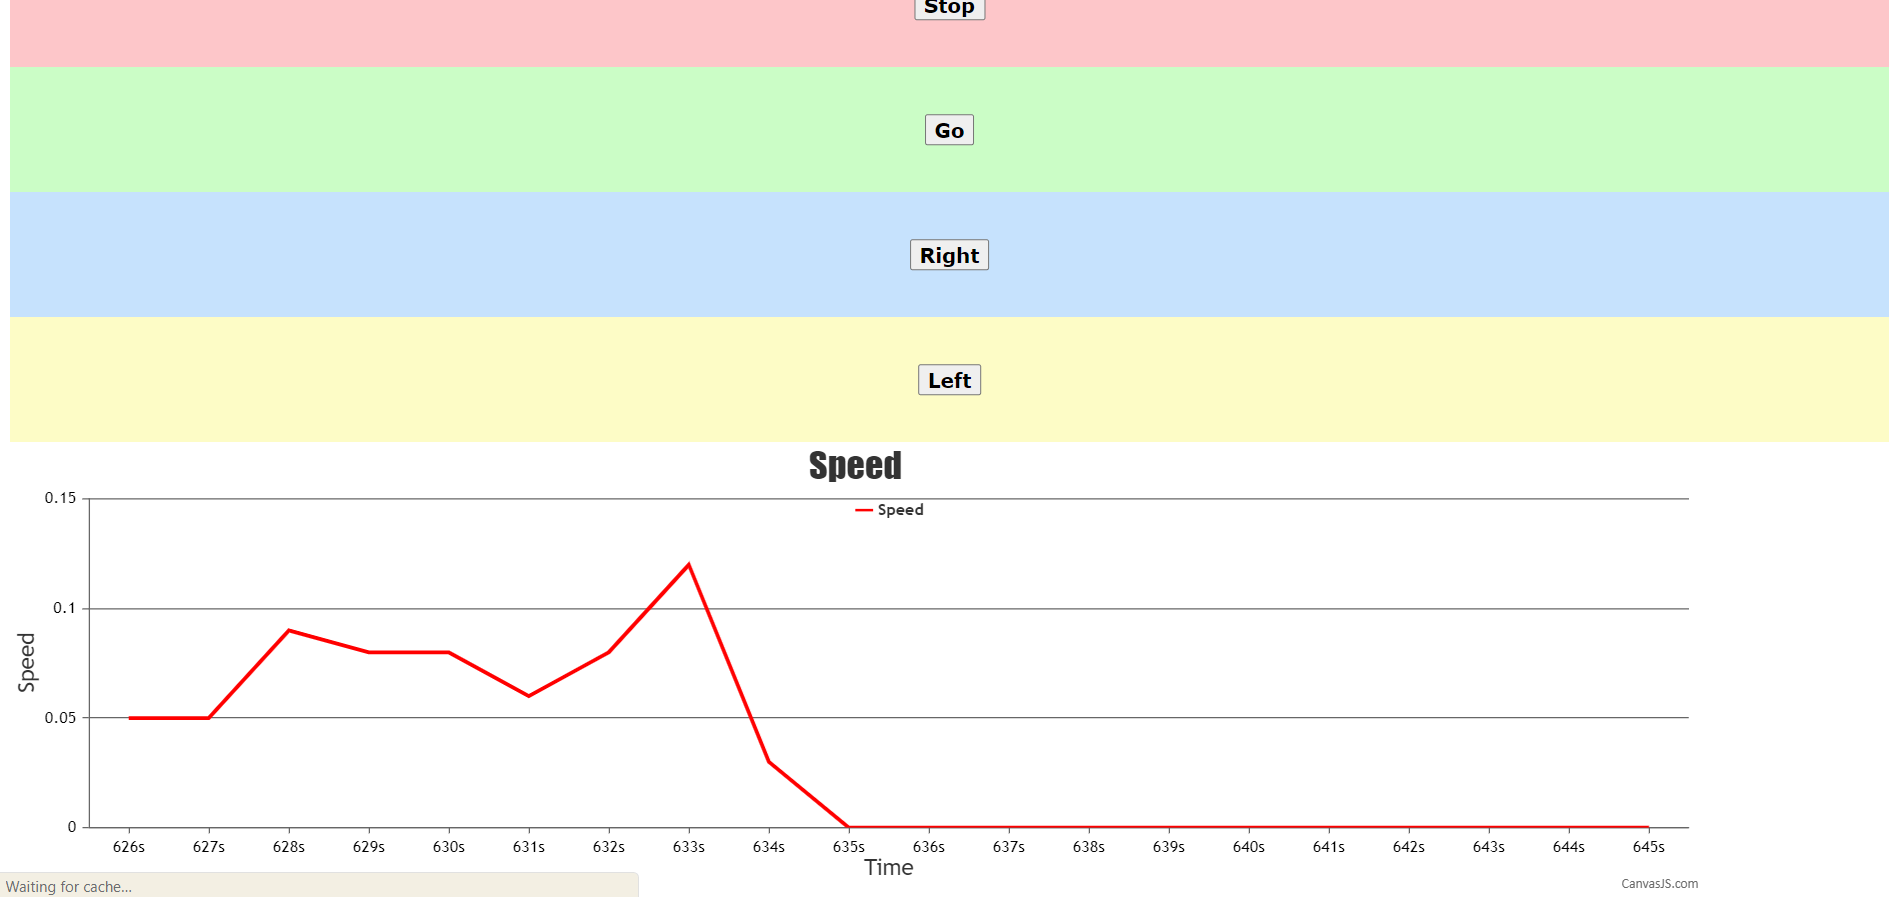 Stop
Go
Right
Left
Speed
Speed
0.15
0.1
0.05
0
Speed
626s 627s 628s 629s 630s 631s 632s 633s 634s 635s 636s 637s 638s 639s 640s 641s 642s 643s 644s 645s
Time
CanvasJS.com
Waiting for cache...